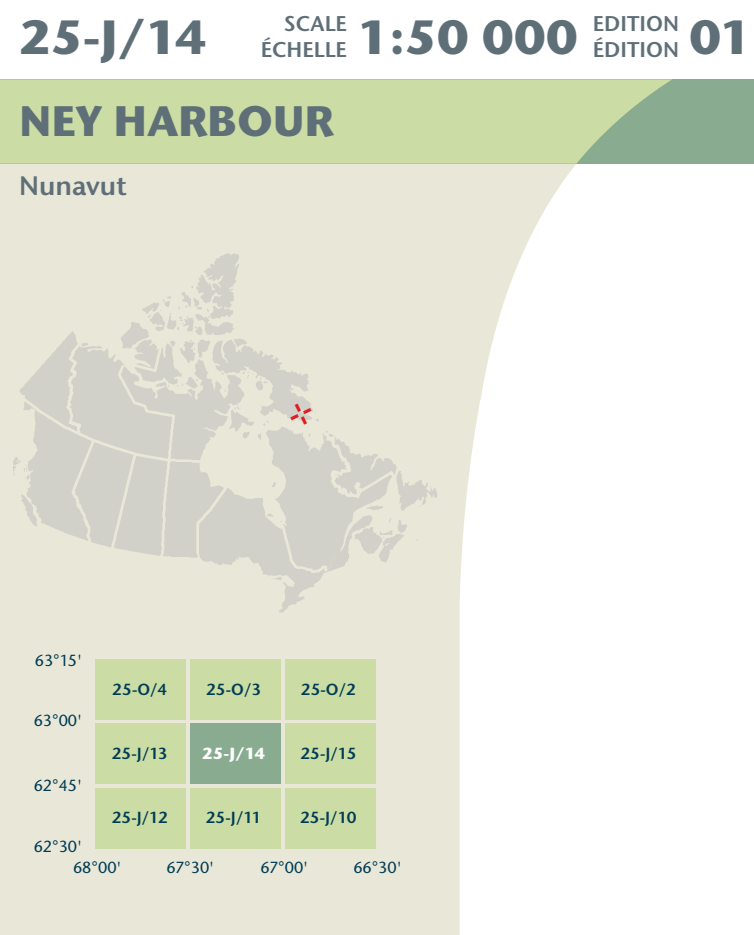 25-J/14
SCALE
ÉCHELLE
1:50 000
EDITION
ÉDITION
01
NEY HARBOUR
Nunavut
63°15'
25-O/4 25-O/3 25-O/2
63°00'
25-J/13 25-J/14 25-J/15
62°45'
25-J/12 25-J/11 25-J/10
62°30'
68°00' 67°30' 67°00' 66°30'